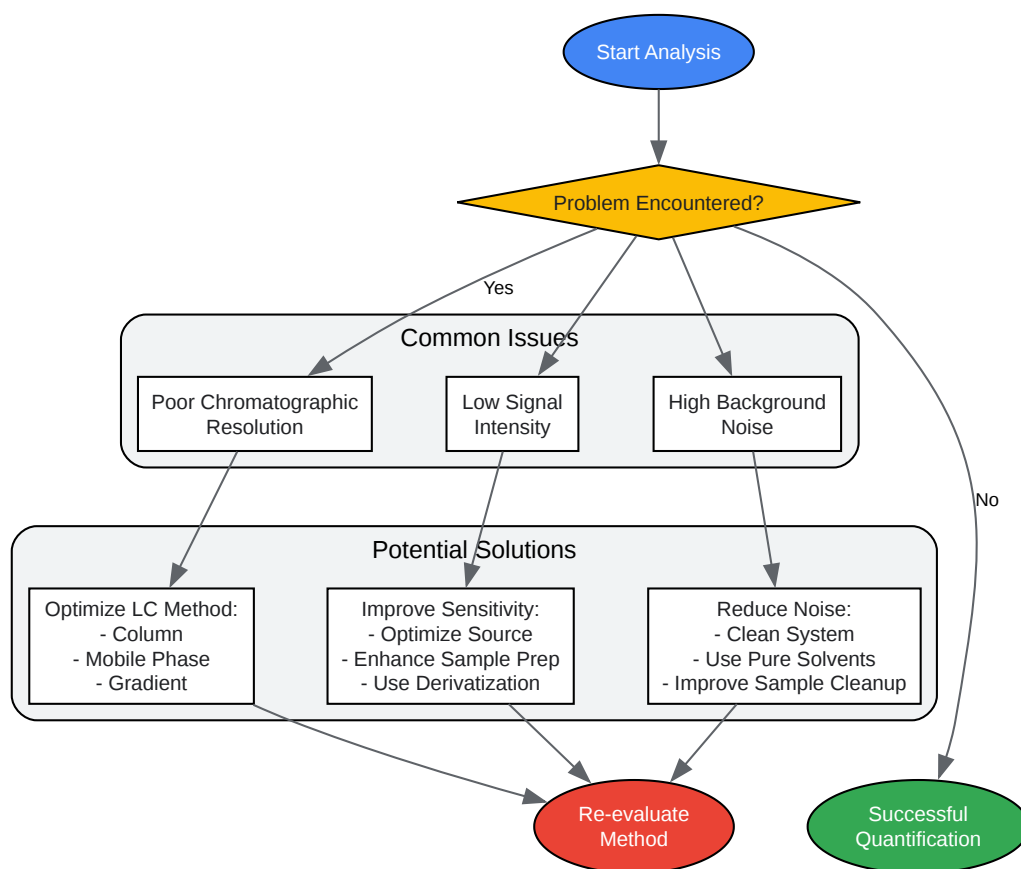 Start Analysis
Problem Encountered?
Yes
Common Issues
Poor Chromatographic
Resolution
Low Signal
Intensity
High Background
Noise
No
Potential Solutions
Optimize LC Method:
- Column
- Mobile Phase
- Gradient
Improve Sensitivity:
- Optimize Source
- Enhance Sample Prep
- Use Derivatization
Reduce Noise:
- Clean System
- Use Pure Solvents
- Improve Sample Cleanup
Re-evaluate
Method
Successful
Quantification